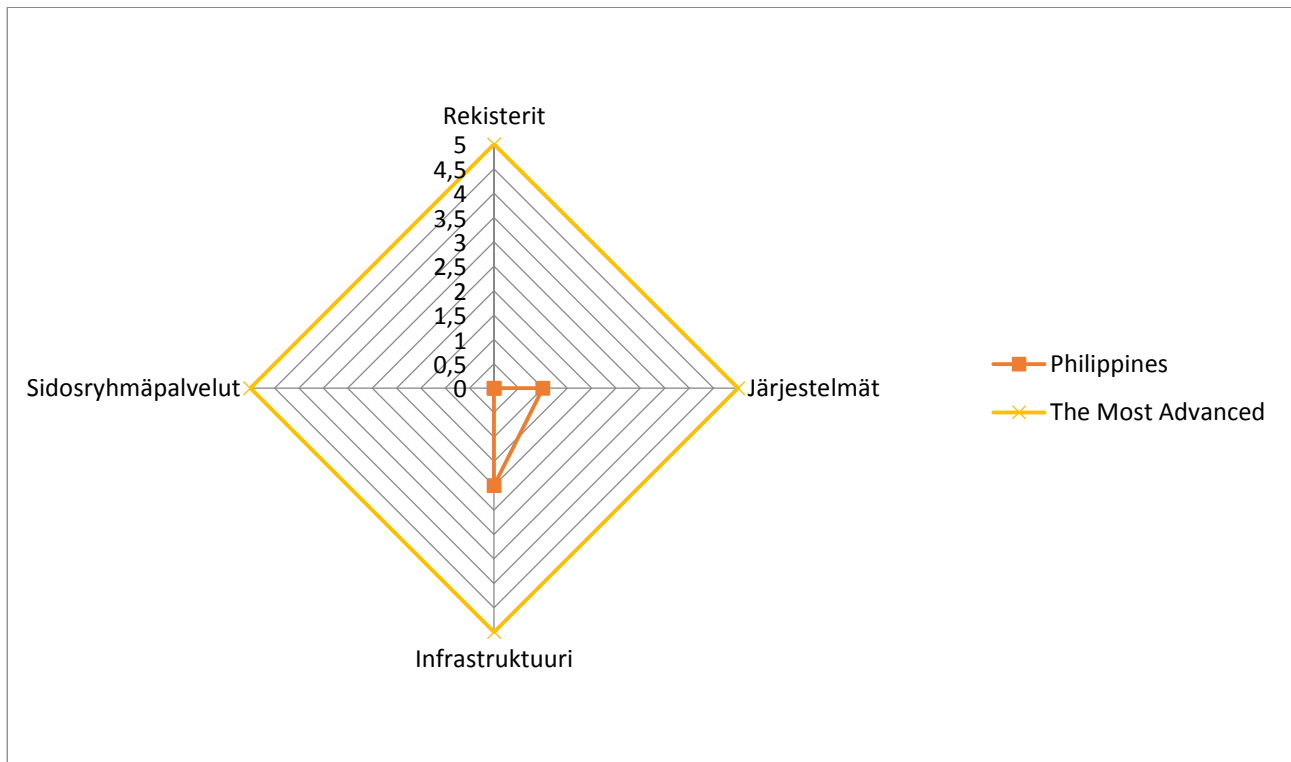 Rekisterit
5
4,5
4
3,5
3
2,5
2
1,5
1
0,5
0
Sidosryhmäpalvelut
Järjestelmät
Infrastruktuuri
Philippines
The Most Advanced